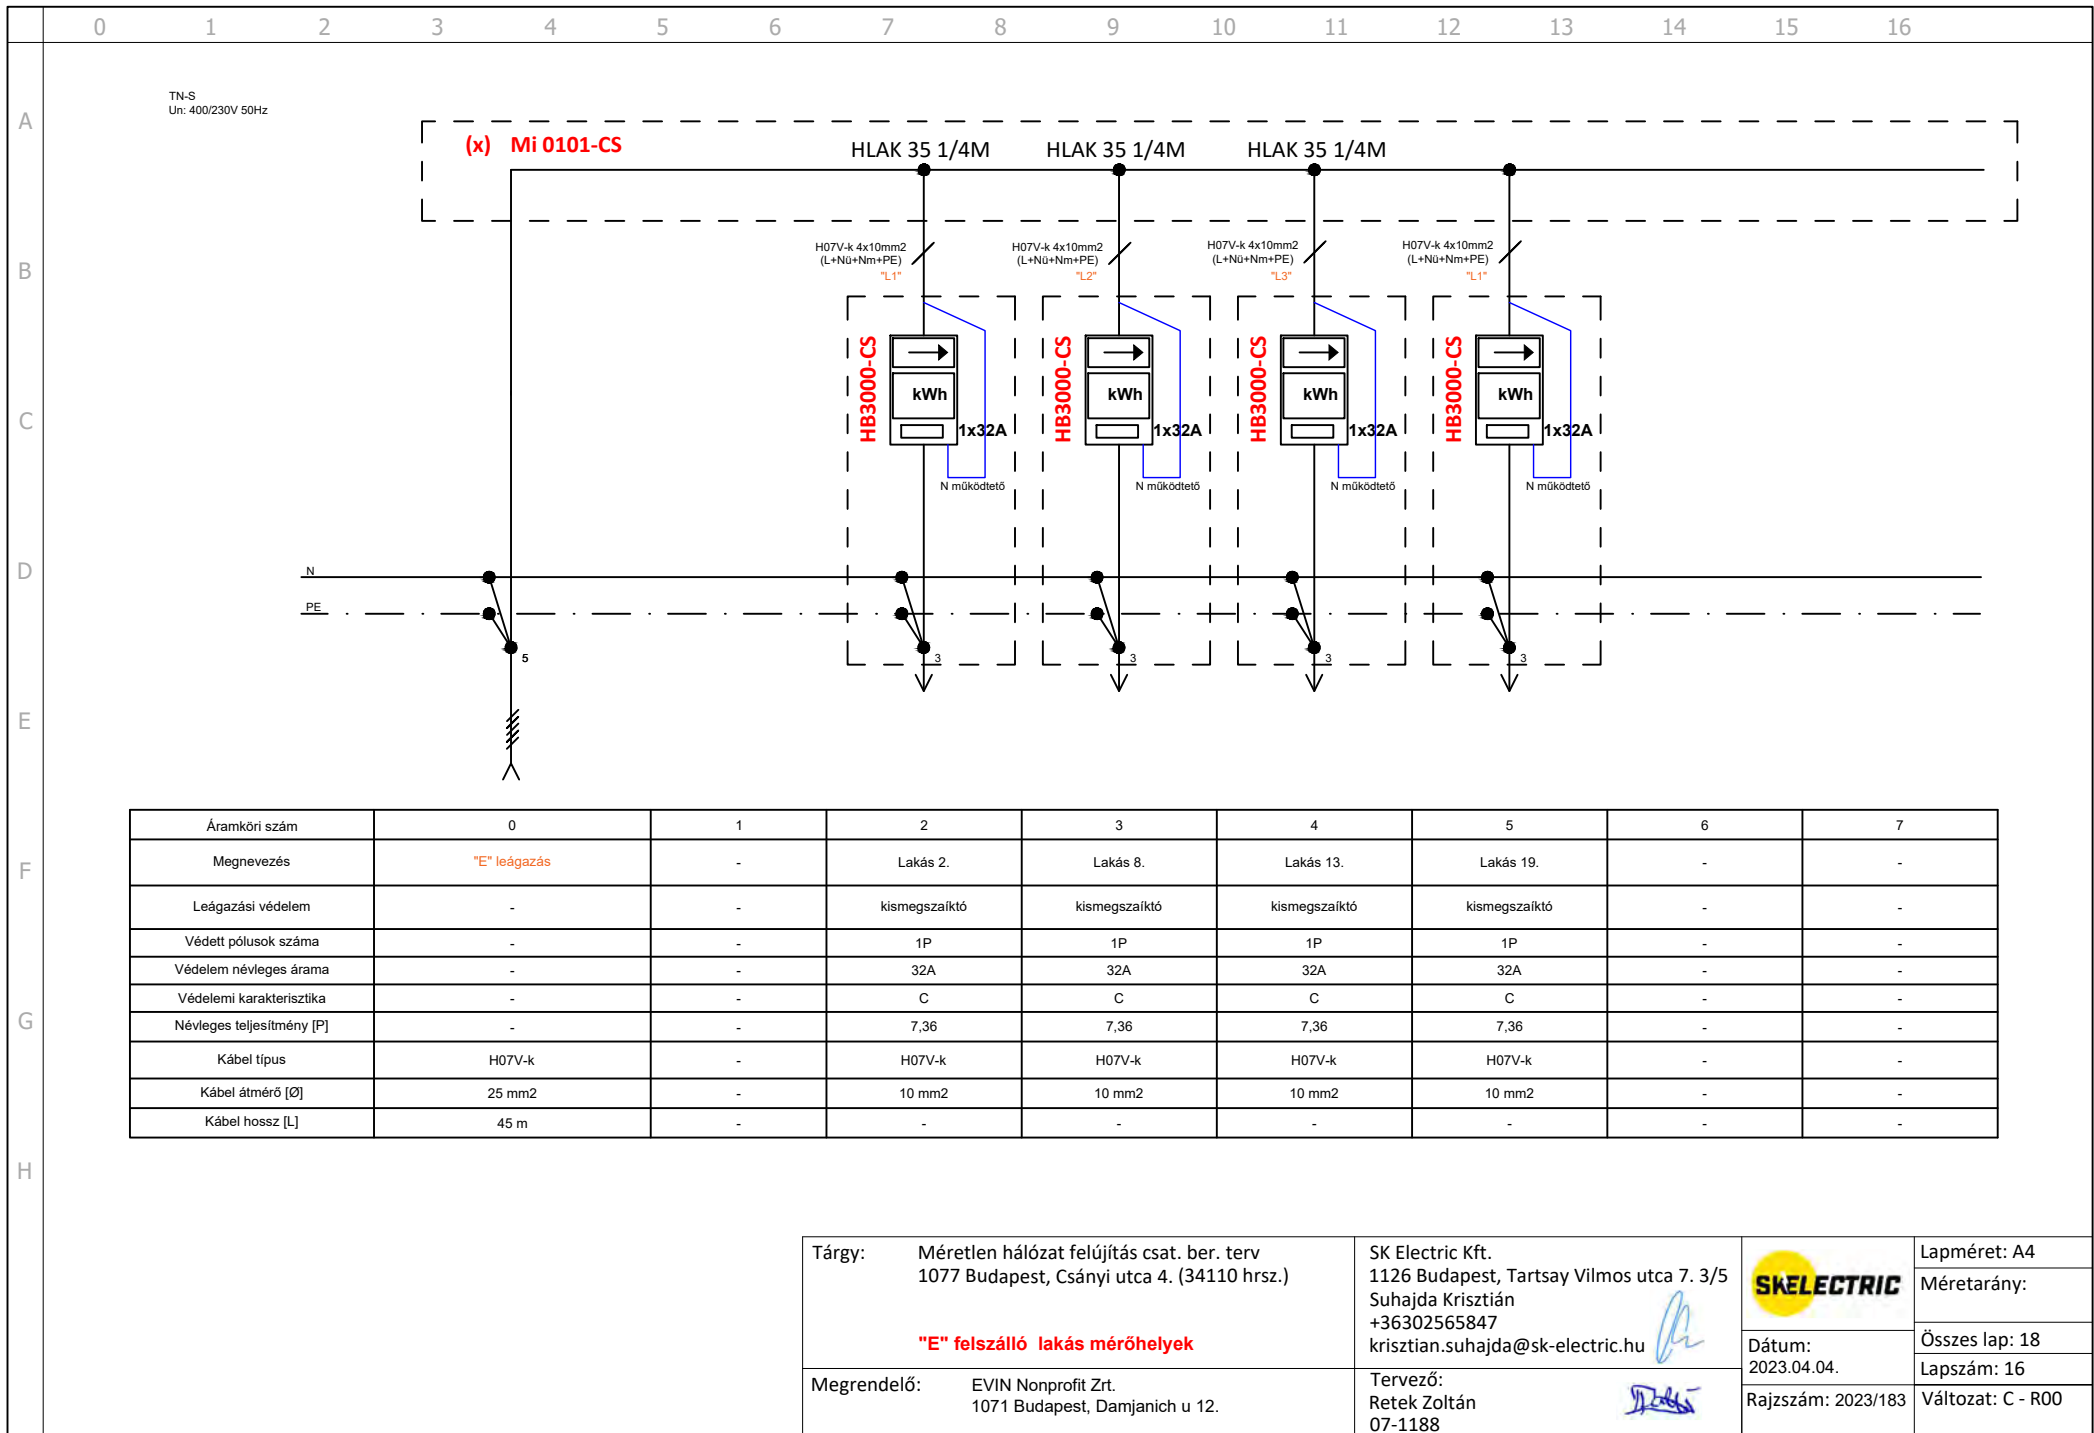 0 1 2 3 4 5 6 7 8 9 10 11 12 13 14 15 16
A
B
C
D
E
F
G
H
TN-S
Un: 400/230V 50Hz
(x) Mi 0101-CS
HLAK 35 1/4M HLAK 35 1/4M HLAK 35 1/4M
H07V-k 4x10mm2 H07V-k 4x10mm2 H07V-k 4x10mm2 H07V-k 4x10mm2
(L+Nü+Nm+PE) (L+Nü+Nm+PE) (L+Nü+Nm+PE) (L+Nü+Nm+PE)
"L1" "L2" "L3" "L1"
HB3000-CS HB3000-CS HB3000-CS HB3000-CS
kWh kWh kWh kWh
1x32A 1x32A 1x32A 1x32A
N működtető N működtető N működtető N működtető
N
PE
5 3 3 3 3
Áramköri szám 0 1 2 3 4 5 6 7
Megnevezés "E" leágazás - Lakás 2. Lakás 8. Lakás 13. Lakás 19. - -
Leágazási védelem - - kismegszaíktó kismegszaíktó kismegszaíktó kismegszaíktó - -
Védett pólusok száma - - 1P 1P 1P 1P - -
Védelem névleges árama - - 32A 32A 32A 32A - -
Védelemi karakterisztika - - C C C C - -
Névleges teljesítmény [P] - - 7,36 7,36 7,36 7,36 - -
Kábel típus H07V-k - H07V-k H07V-k H07V-k H07V-k - -
Kábel átmérő [Ø] 25 mm2 - 10 mm2 10 mm2 10 mm2 10 mm2 - -
Kábel hossz [L] 45 m - - - - - - -
Tárgy: Méretlen hálózat felújítás csat. ber. terv
1077 Budapest, Csányi utca 4. (34110 hrsz.)
"E" felszálló lakás mérőhelyek
Megrendelő: EVIN Nonprofit Zrt.
1071 Budapest, Damjanich u 12.
SK Electric Kft.
1126 Budapest, Tartsay Vilmos utca 7. 3/5
Suhajda Krisztián
+36302565847
krisztian.suhajda@sk-electric.hu
Tervező:
Retek Zoltán
07-1188
SKELECTRIC
Dátum:
2023.04.04.
Rajzszám: 2023/183
Lapméret: A4
Méretarány:
Összes lap: 18
Lapszám: 16
Változat: C - R00